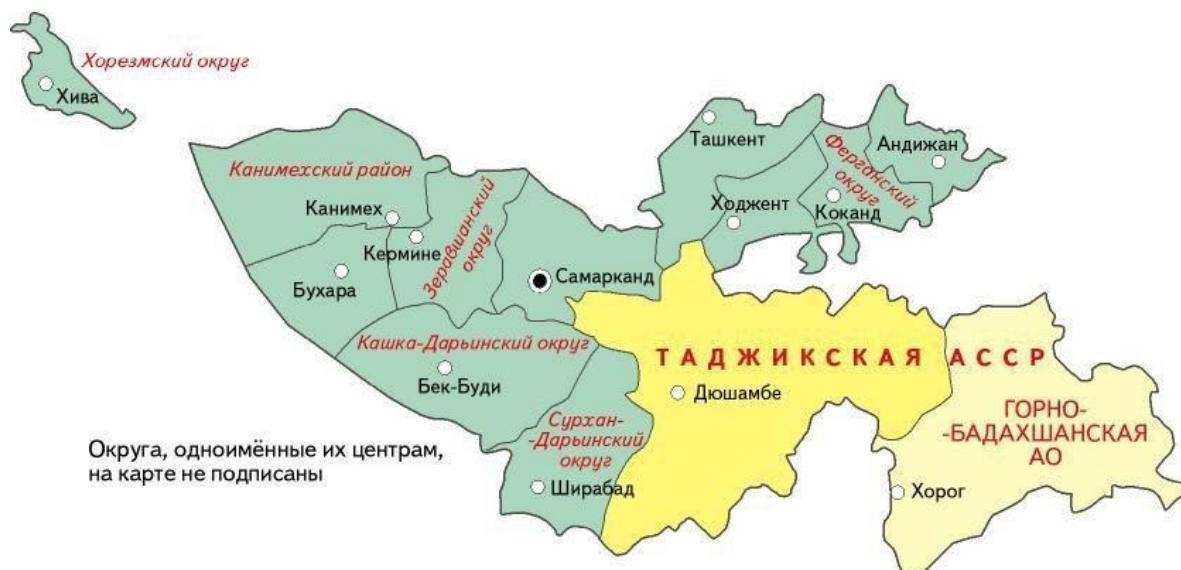 Хорезмский округ
Хива
Ташкент
Андижан
Ферганский
округ
Канимехский район
Канимех
Ходжент
Коканд
Кермине
Зеравшанский
округ
Самарканд
Бухара
Кашка-Дарьинский округ
Бек-Буди
ТАДЖИКСКАЯ АССР
Дюшамбе
ГОРНО-
-БАДАХШАНСКАЯ
АО
Сурхан-
-Дарьинский
округ
Округа, одноимённые их центрам,
на карте не подписаны
Ширабад
Хорог